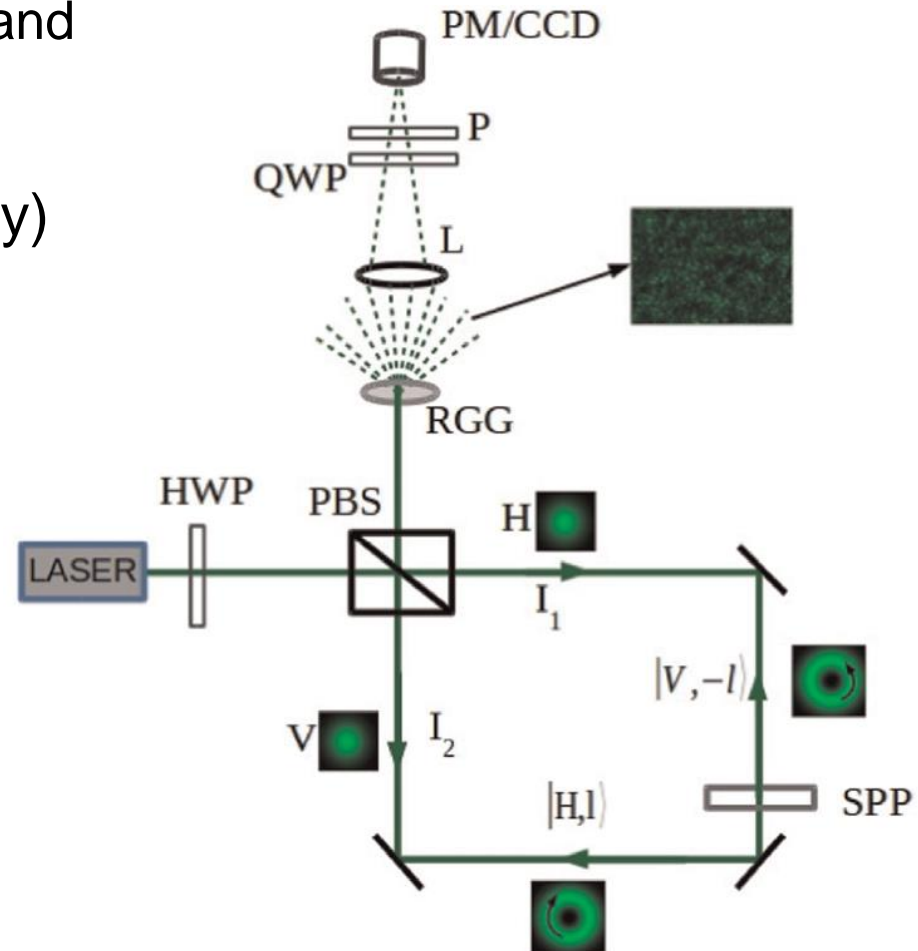 and
PM/CCD
P
QWP
y)
L
RGG
HWP
PBS
H
LASER
I1
|V,-l⟩
V
I2
|H,l⟩
SPP